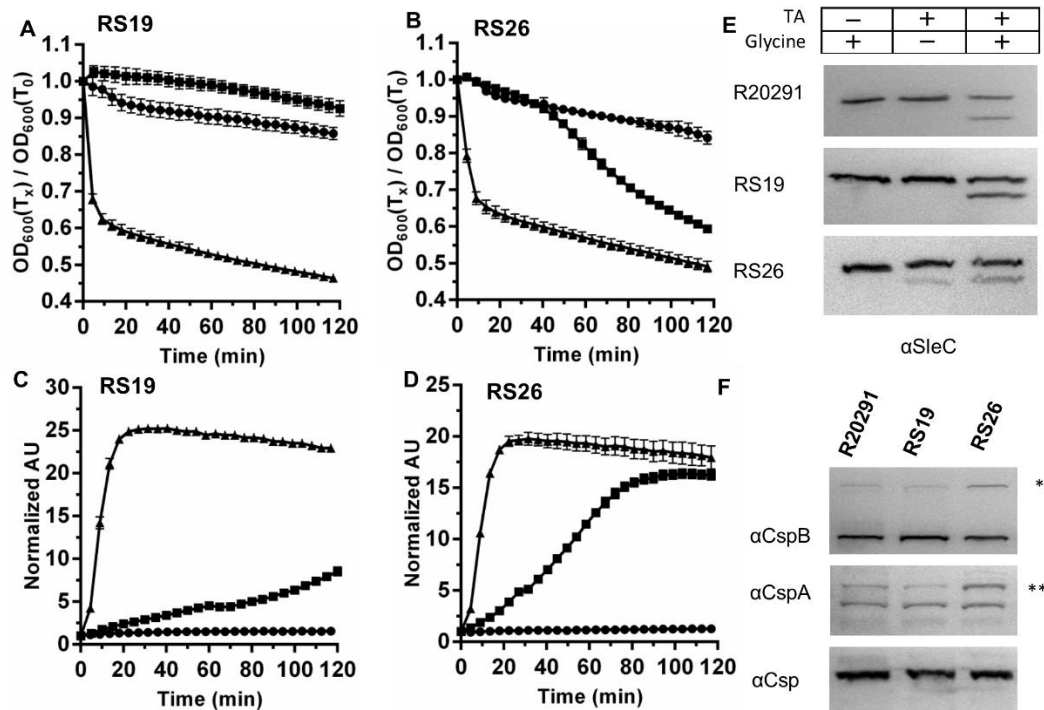 A RS19
OD600(Tx) / OD600(T0)
1.0
0.9
0.8
0.7
0.6
0.5
0.4
0 20 40 60 80 100 120
Time (min)
B RS26
OD600(Tx) / OD600(T0)
1.0
0.9
0.8
0.7
0.6
0.5
0.4
0 20 40 60 80 100 120
Time (min)
C RS19
Normalized AU
30
25
20
15
10
5
0
0 20 40 60 80 100 120
Time (min)
D RS26
Normalized AU
25
20
15
10
5
0
0 20 40 60 80 100 120
Time (min)
E
TA − + +
Glycine + − +
R20291
RS19
RS26
αSleC
F
R20291 RS19 RS26
αCspB *
αCspA **
αCsp